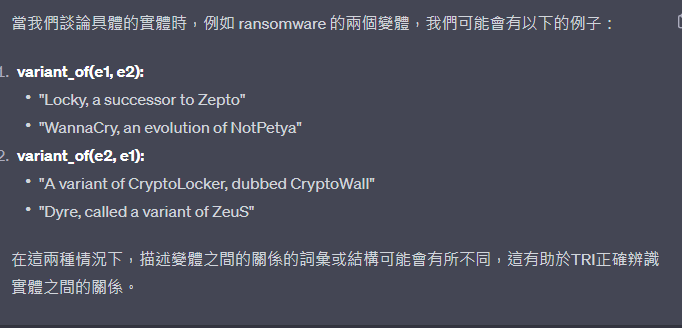 當我們談論具體的實體時，例如 ransomware 的兩個變體，我們可能會有以下的例子：
1. variant_of(e1, e2):
• "Locky, a successor to Zepto"
• "WannaCry, an evolution of NotPetya"
2. variant_of(e2, e1):
• "A variant of CryptoLocker, dubbed CryptoWall"
• "Dyre, called a variant of ZeuS"
在這兩種情況下，描述變體之間的關係的詞彙或結構可能會有所不同，這有助於TRI正確辨識
實體之間的關係。